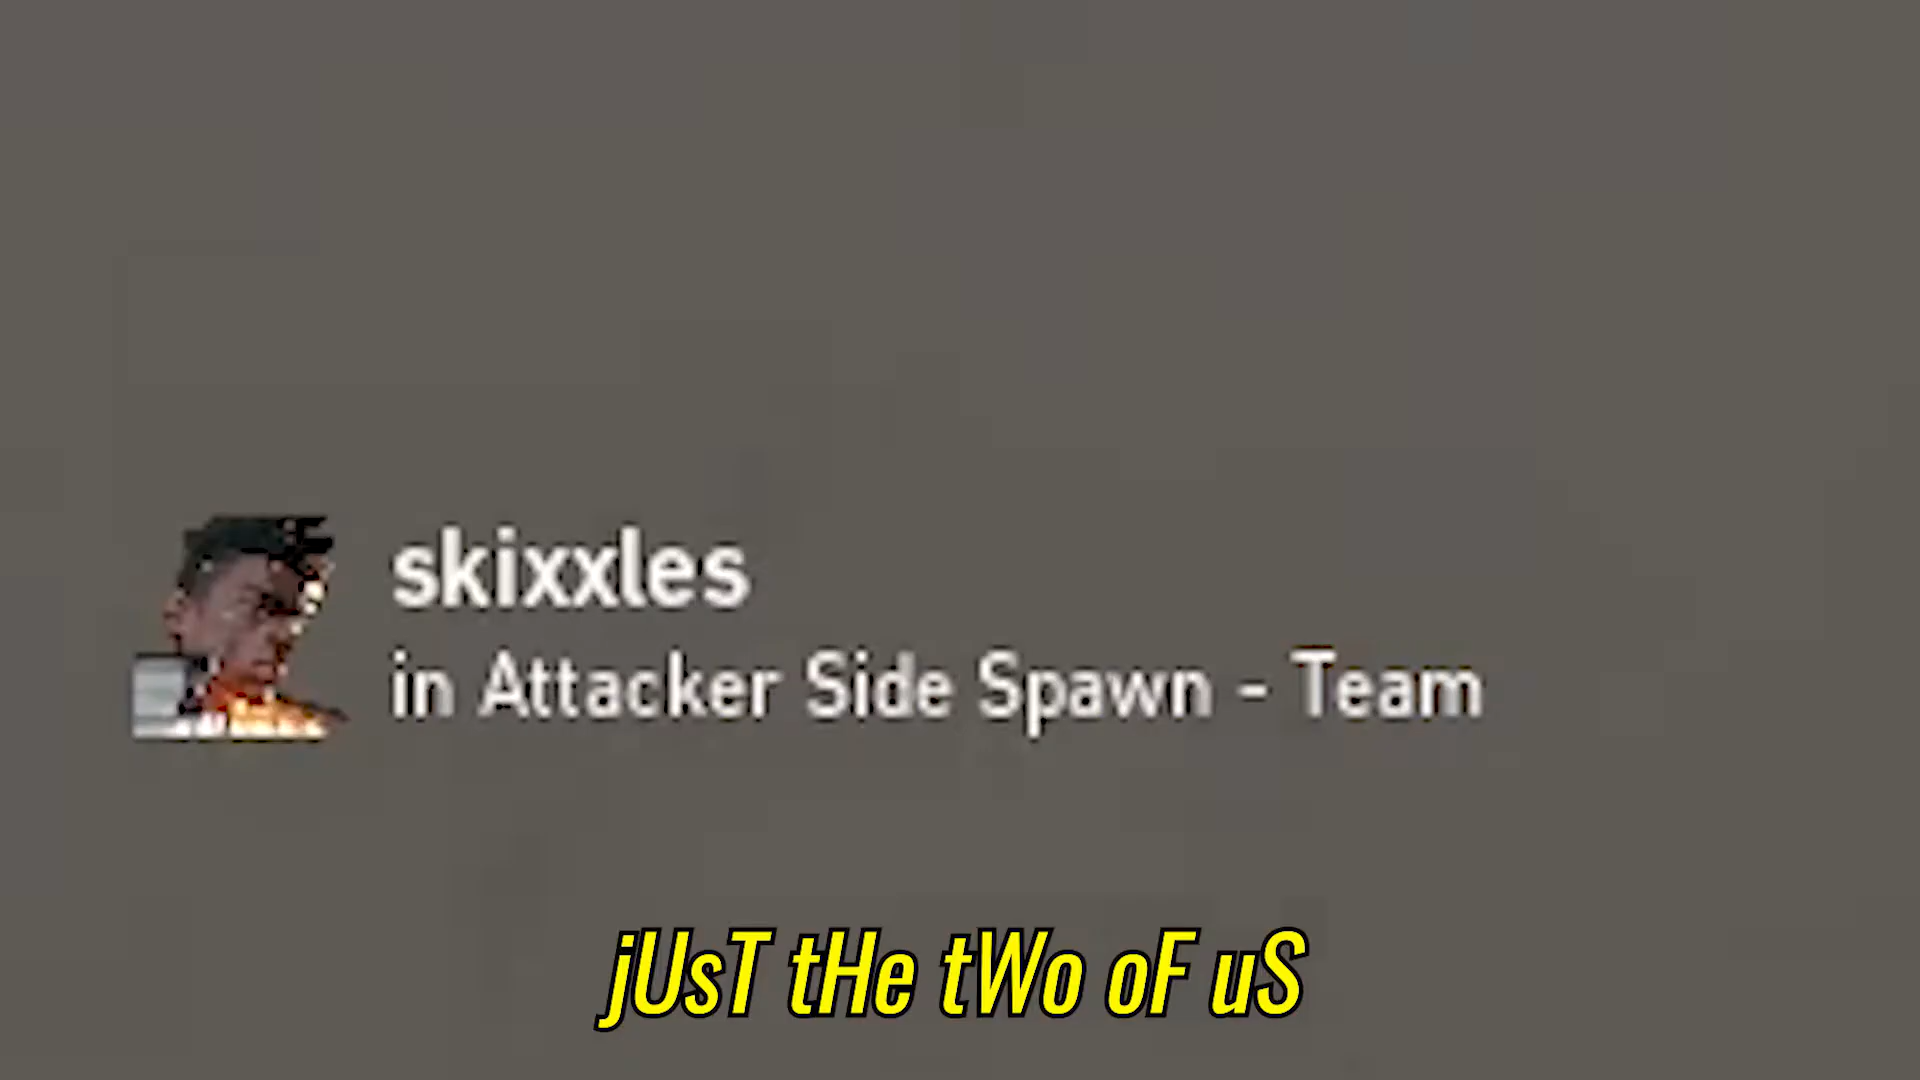 skixxles
in Attacker Side Spawn - Team
jUsT tHe tWo oF uS